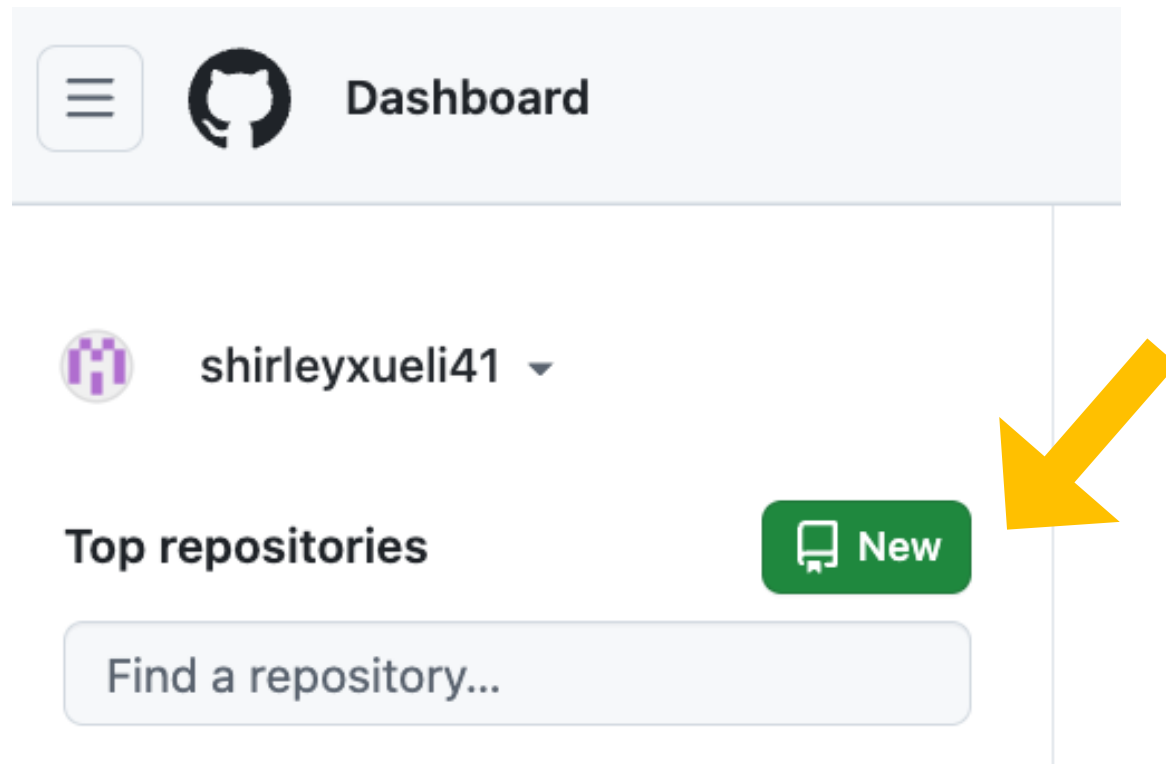 Dashboard
shirleyxueli41
Top repositories
New
Find a repository...